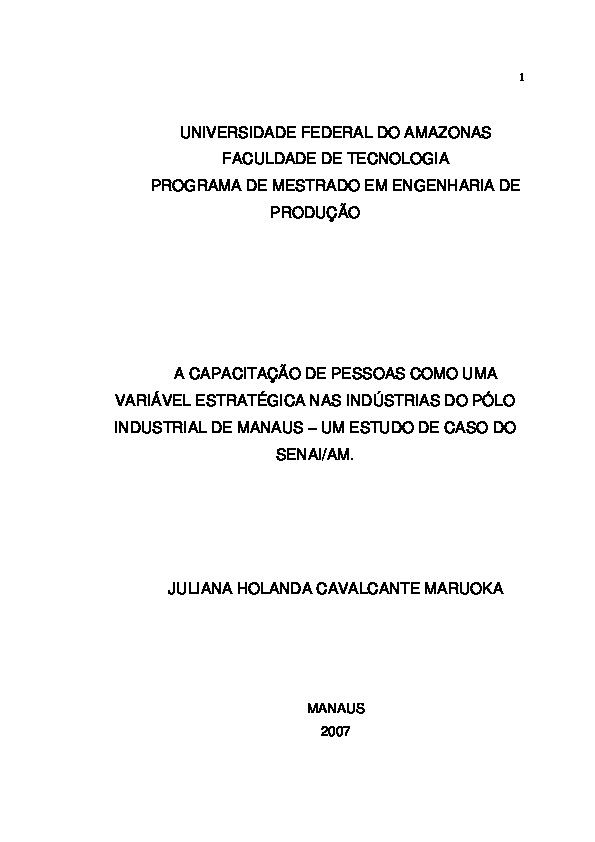 1
UNIVERSIDADE FEDERAL DO AMAZONAS
FACULDADE DE TECNOLOGIA
PROGRAMA DE MESTRADO EM ENGENHARIA DE
PRODUÇÃO
A CAPACITAÇÃO DE PESSOAS COMO UMA
VARIÁVEL ESTRATÉGICA NAS INDÚSTRIAS DO PÓLO
INDUSTRIAL DE MANAUS – UM ESTUDO DE CASO DO
SENAI/AM.
JULIANA HOLANDA CAVALCANTE MARUOKA
MANAUS
2007